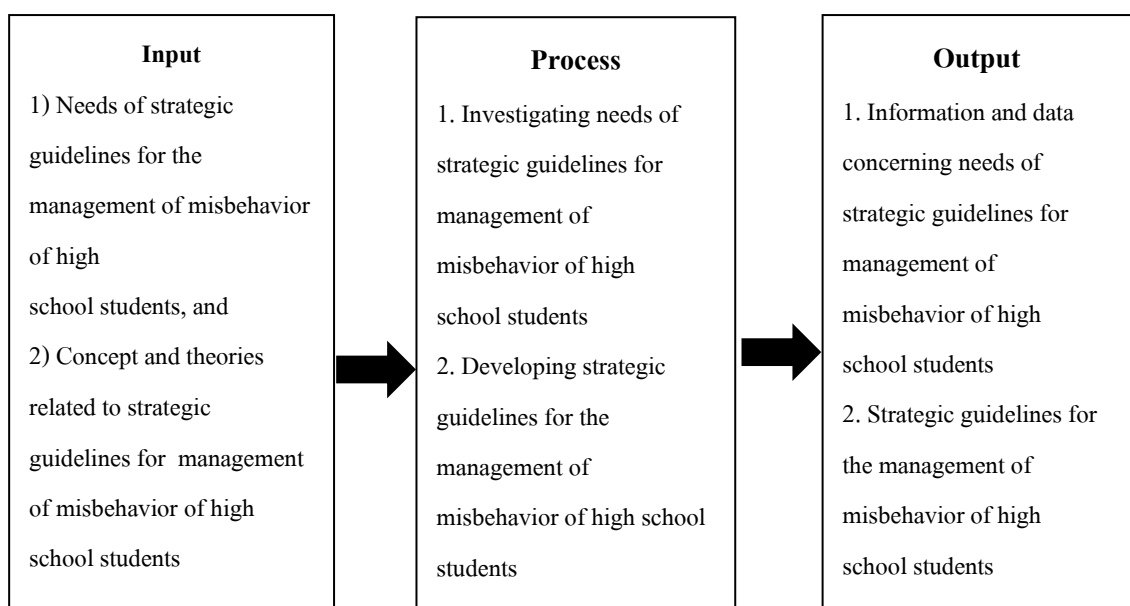 Input
1) Needs of strategic
guidelines for the
management of misbehavior
of high
school students, and
2) Concept and theories
related to strategic
guidelines for  management
of misbehavior of high
school students
Process
1. Investigating needs of
strategic guidelines for
management of
misbehavior of high
school students
2. Developing strategic
guidelines for the
management of
misbehavior of high school
students
Output
1. Information and data
concerning needs of
strategic guidelines for
management of
misbehavior of high
school students
2. Strategic guidelines for
the management of
misbehavior of high
school students